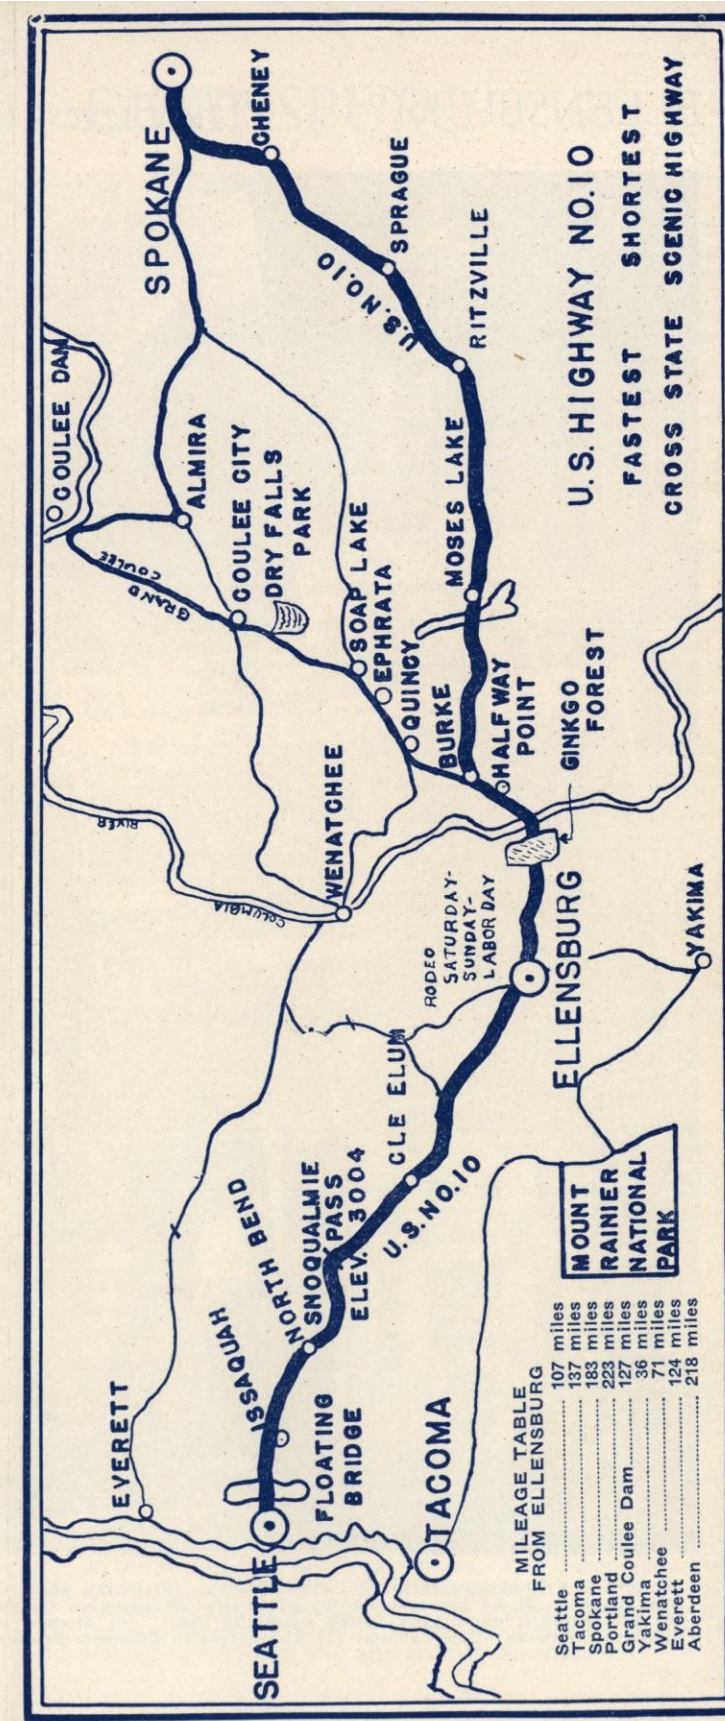 COULEE DAM
SPOKANE
CHENEY
SPRAGUE
RITZVILLE
U.S. NO.10
ALMIRA
COULEE CITY
DRY FALLS
PARK
GRAND
COULEE
SOAP LAKE
EPHRATA
QUINCY
MOSES LAKE
BURKE
HALFWAY
POINT
GINKGO
FOREST
U.S. HIGHWAY NO.10
FASTEST SHORTEST
CROSS STATE SCENIC HIGHWAY
COLUMBIA
RIVER
WENATCHEE
RODEO
SATURDAY-
SUNDAY-
LABOR DAY
ELLENSBURG
YAKIMA
CLE ELUM
U.S. NO.10
SNOQUALMIE
PASS
ELEV. 3004
NORTH BEND
ISSAQUAH
FLOATING
BRIDGE
EVERETT
SEATTLE
TACOMA
MOUNT
RAINIER
NATIONAL
PARK
MILEAGE TABLE
FROM ELLENSBURG
Seattle 107 miles
Tacoma 137 miles
Spokane 183 miles
Portland 223 miles
Grand Coulee Dam 127 miles
Yakima 36 miles
Wenatchee 71 miles
Everett 124 miles
Aberdeen 218 miles